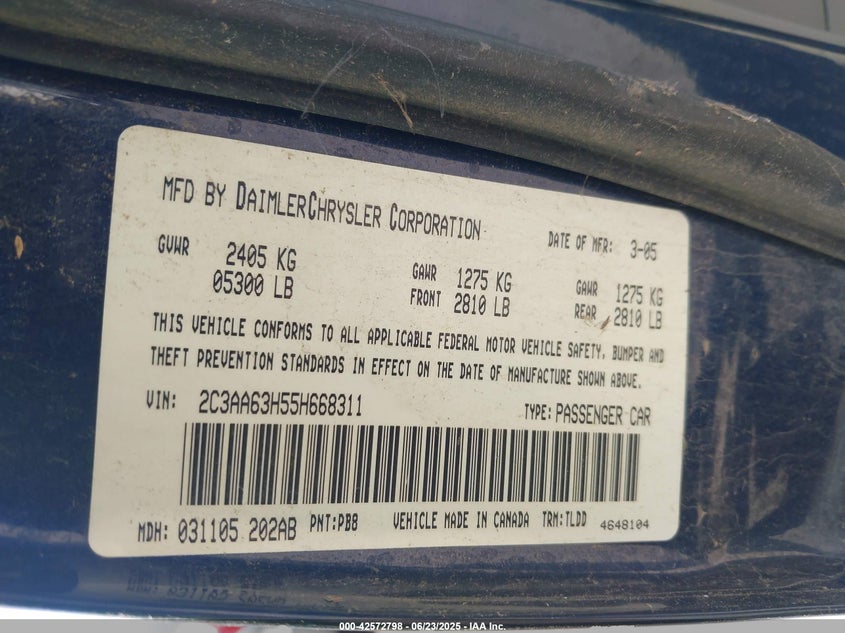 MFD BY DAIMLERCHRYSLER CORPORATION
DATE OF MFR: 3-05
GVWR 2405 KG
05300 LB
GAWR 1275 KG
FRONT 2810 LB
GAWR 1275 KG
REAR 2810 LB
THIS VEHICLE CONFORMS TO ALL APPLICABLE FEDERAL MOTOR VEHICLE SAFETY, BUMPER AND
THEFT PREVENTION STANDARDS IN EFFECT ON THE DATE OF MANUFACTURE SHOWN ABOVE.
VIN: 2C3AA63H55H668311
TYPE: PASSENGER CAR
MDH: 031105 202AB PNT:PB8 VEHICLE MADE IN CANADA TRM:TLDD 4648104
000-42572798 - 06/23/2025 - IAA Inc.